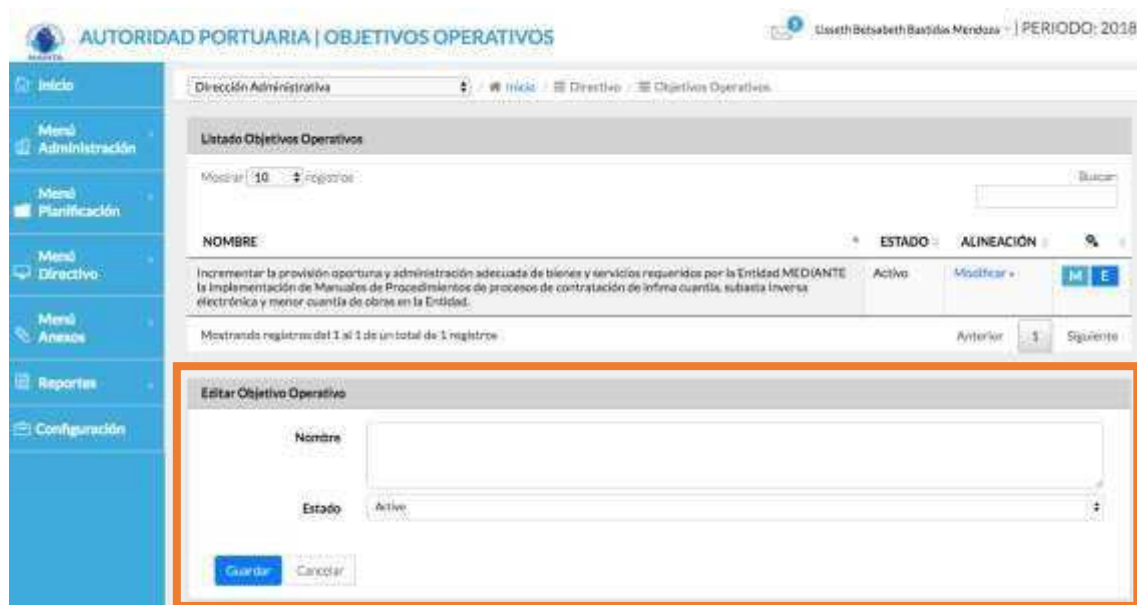 AUTORIDAD PORTUARIA | OBJETIVOS OPERATIVOS
Lisseth Betsabeth Bastidas Mendoza | PERIODO: 2018
MANTA
Inicio
Menú
Administración
Menú
Planificación
Menú
Directivo
Menú
Anexos
Reportes
Configuración
Dirección Administrativa / Inicio / Directivo / Objetivos Operativos
Listado Objetivos Operativos
Mostrar 10 registros
Buscar:
NOMBRE ESTADO ALINEACIÓN
Incrementar la provisión oportuna y administración adecuada de bienes y servicios requeridos por la Entidad MEDIANTE
la implementación de Manuales de Procedimientos de procesos de contratación de ínfima cuantía, subasta inversa
electrónica y menor cuantía de obras en la Entidad.
Activo Modificar M E
Mostrando registros del 1 al 1 de un total de 1 registros
Anterior 1 Siguiente
Editar Objetivo Operativo
Nombre
Estado Activo
Guardar Cancelar